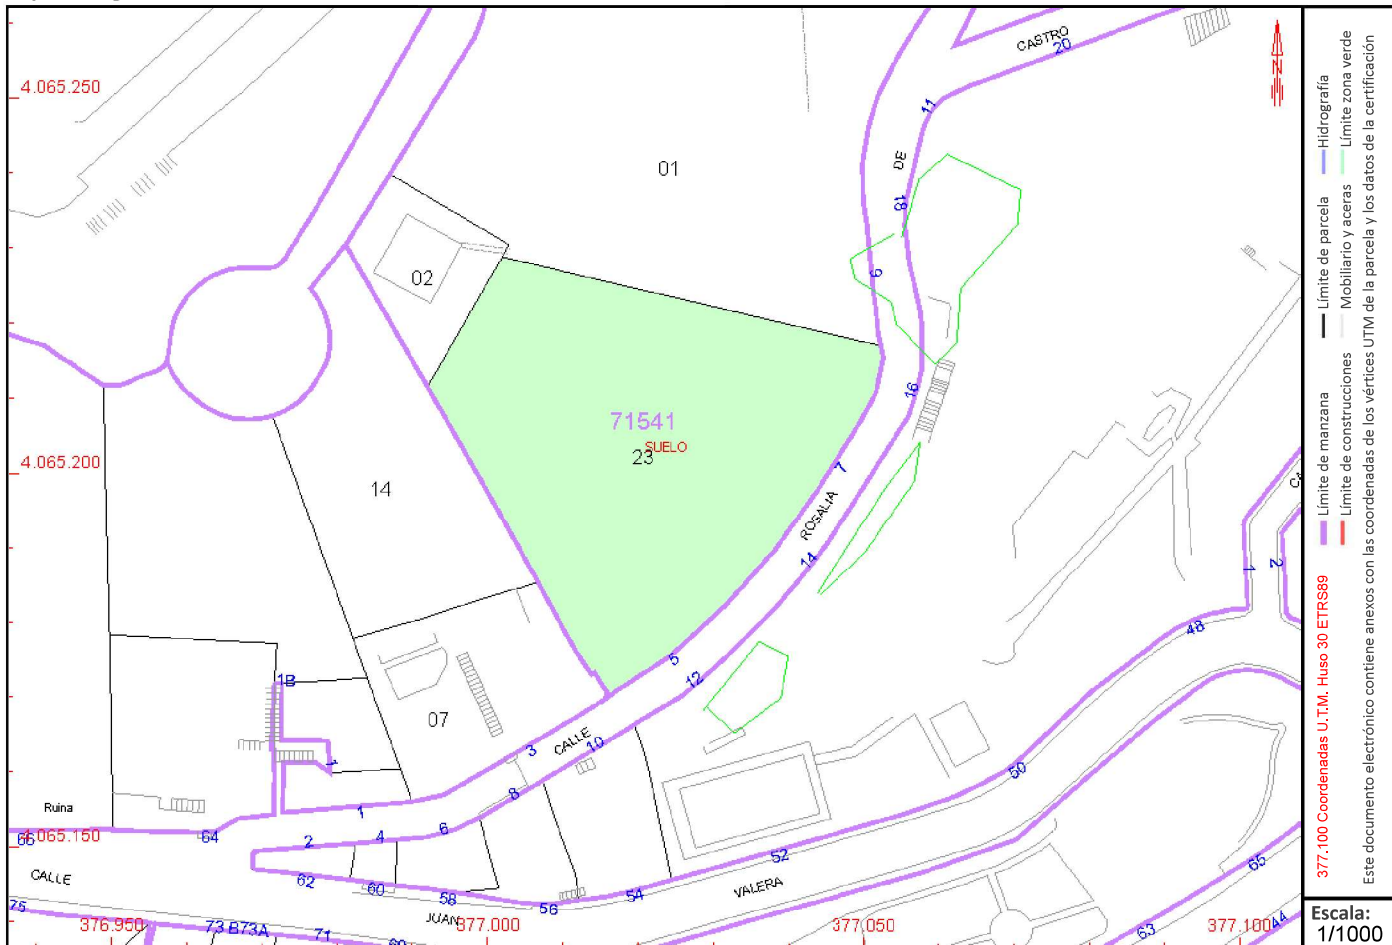 4.065.250
CASTRO
20
11
N
01
DE
18
02
9
71541
SUELO
23
16
4.065.200
7
14
ROSALIA
14
1
2
48
5
12
1B
07
CALLE
3
10
1
50
8
Ruina
1
66
4.065.150
64
2
4
6
52
CALLE
62
60
58
56
54
VALERA
65
75
73 B
73A
71
JUAN
63
44
376.950
377.000
377.050
377.100
Hidrografía
Límite zona verde
Límite de parcela
Mobiliario y aceras
Límite de manzana
Límite de construcciones
377.100 Coordenadas U.T.M. Huso 30 ETRS89
Este documento electrónico contiene anexos con las coordenadas de los vértices UTM de la parcela y los datos de la certificación
Escala:
1/1000